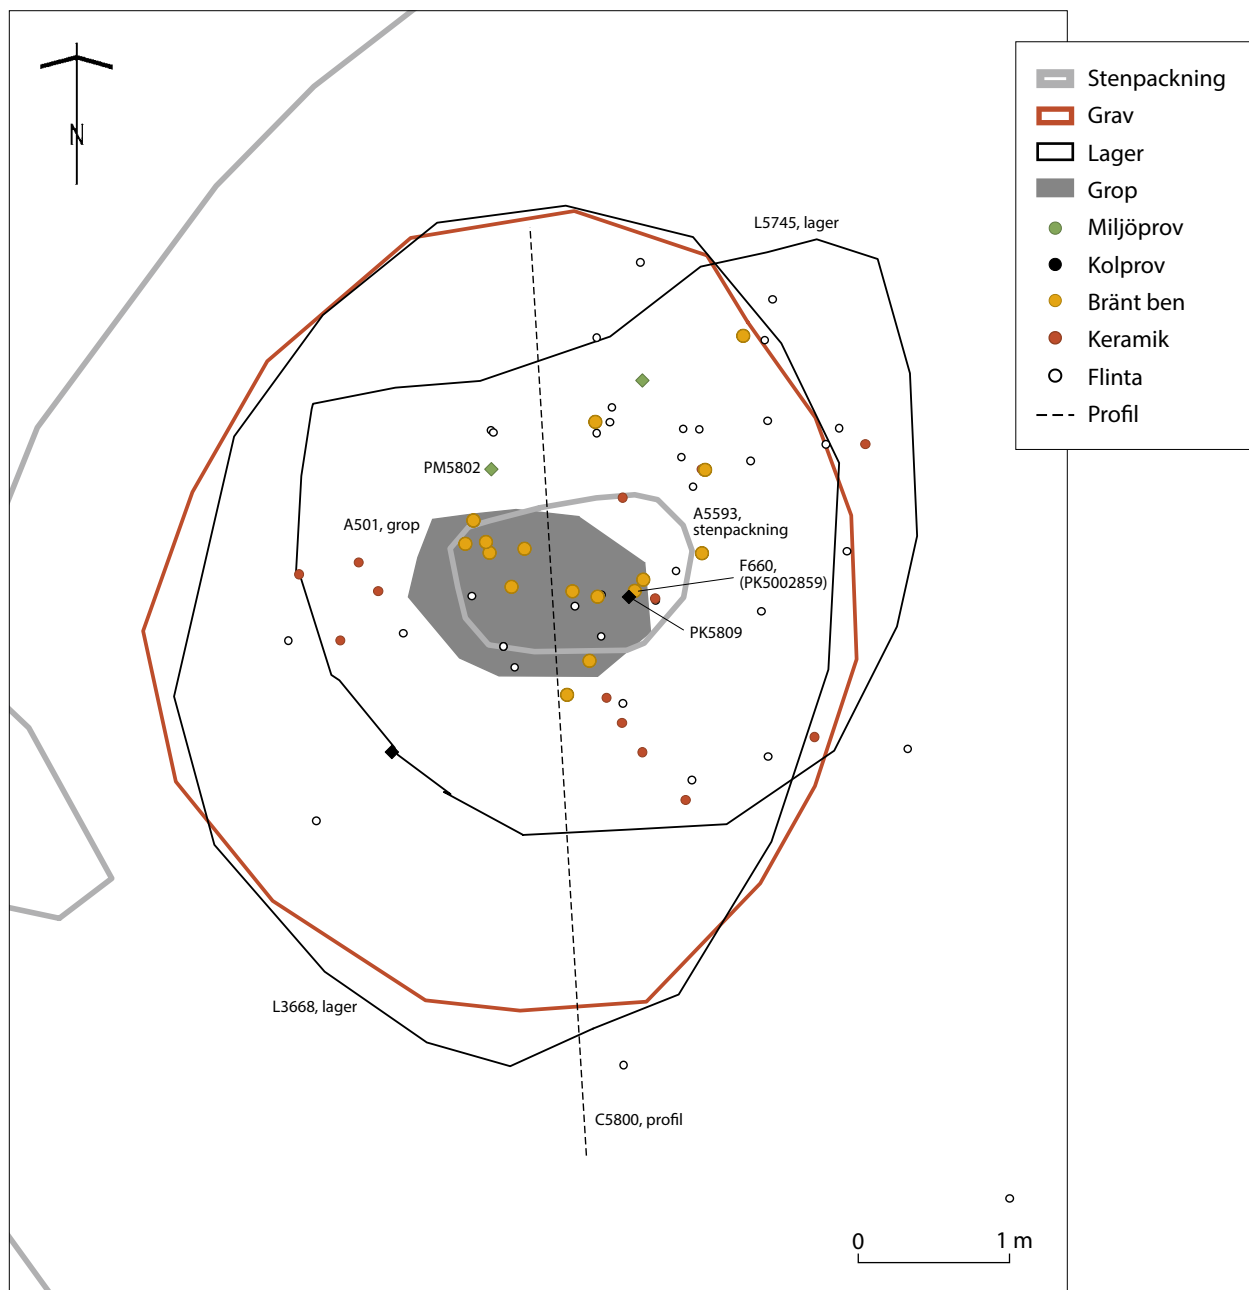 N
Stenpackning
Grav
Lager
Grop
Miljöprov
Kolprov
Bränt ben
Keramik
Flinta
Profil
L5745, lager
PM5802
A501, grop
A5593,
stenpackning
F660,
(PK5002859)
PK5809
L3668, lager
C5800, profil
0 1 m